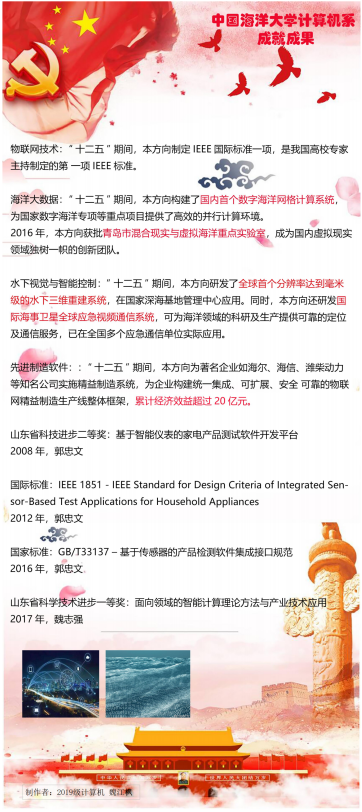 中国海洋大学计算机系
成就成果
物联网技术：“十二五”期间，本方向制定 IEEE 国际标准一项，是我国高校专家
主持制定的第 一项 IEEE 标准。
海洋大数据：“十二五”期间，本方向构建了国内首个数字海洋网格计算系统，
为国家数字海洋专项等重点项目提供了高效的并行计算环境。
2016 年，本方向获批青岛市混合现实与虚拟海洋重点实验室，成为国内虚拟现实
领域独树一帜的创新团队。
水下视觉与智能控制：“十二五”期间，本方向研发了全球首个分辨率达到毫米
级的水下三维重建系统，在国家深海基地管理中心应用。同时，本方向还研发国
际海事卫星全球应急视频通信系统，可为海洋领域的科研及生产提供可靠的定位
及通信服务，已在全国多个应急通信单位实际应用。
先进制造软件：：“十二五”期间，本方向为著名企业如海尔、海信、潍柴动力
等知名公司实施精益制造系统，为企业构建统一集成、可扩展、安全 可靠的物联
网精益制造生产线整体框架，累计经济效益超过 20 亿元。
山东省科技进步二等奖：基于智能仪表的家电产品测试软件开发平台
2008 年，郭忠文
国际标准：IEEE 1851 - IEEE Standard for Design Criteria of Integrated Sen-
sor-Based Test Applications for Household Appliances
2012 年，郭忠文
国家标准：GB/T33137 – 基于传感器的产品检测软件集成接口规范
2016 年，郭忠文
山东省科学技术进步一等奖：面向领域的智能计算理论方法与产业技术应用
2017 年，魏志强
制作者：2019级计算机 魏江